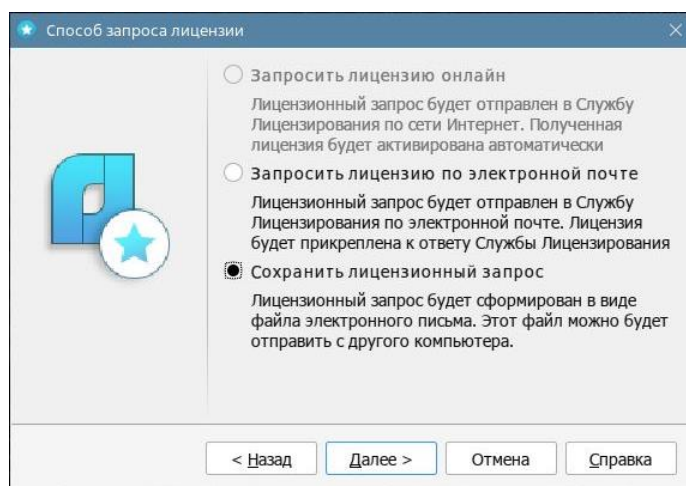 Способ запроса лицензии
Запросить лицензию онлайн
Лицензионный запрос будет отправлен в Службу
Лицензирования по сети Интернет. Полученная
лицензия будет активирована автоматически
Запросить лицензию по электронной почте
Лицензионный запрос будет отправлен в Службу
Лицензирования по электронной почте. Лицензия
будет прикреплена к ответу Службы Лицензирования
Сохранить лицензионный запрос
Лицензионный запрос будет сформирован в виде
файла электронного письма. Этот файл можно будет
отправить с другого компьютера.
< Назад Далее > Отмена Справка